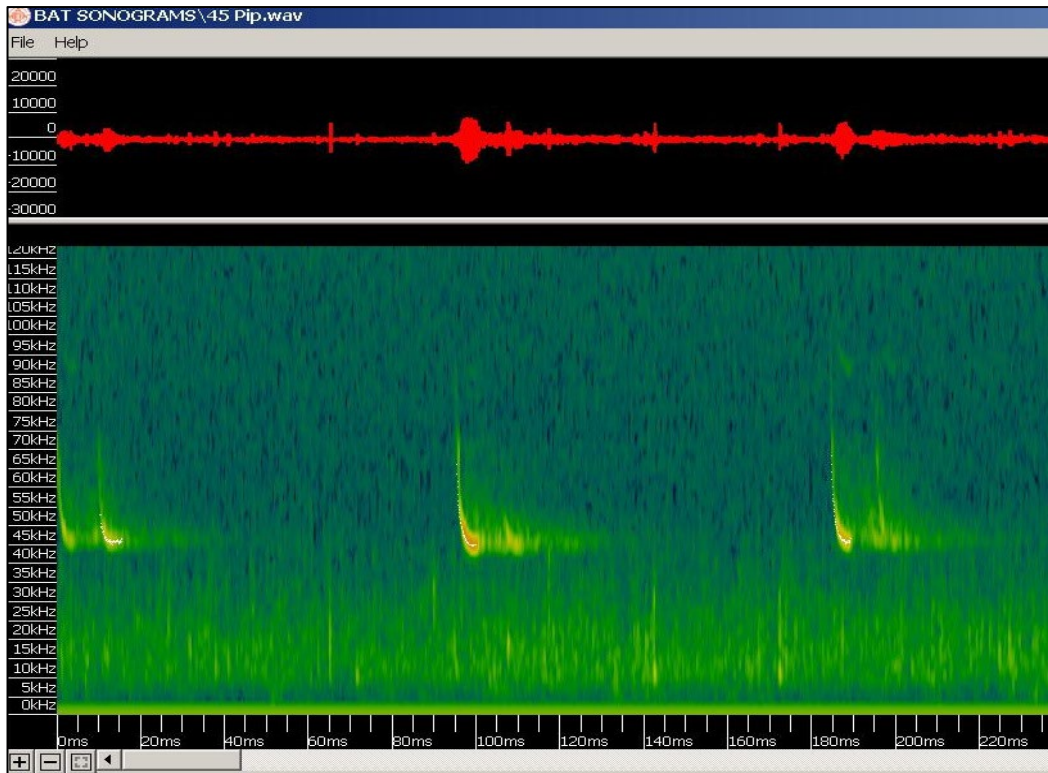 BAT SONOGRAMS\45 Pip.wav
File Help
20000
10000
0
-10000
-20000
-30000
120kHz
115kHz
110kHz
105kHz
100kHz
95kHz
90kHz
85kHz
80kHz
75kHz
70kHz
65kHz
60kHz
55kHz
50kHz
45kHz
40kHz
35kHz
30kHz
25kHz
20kHz
15kHz
10kHz
5kHz
0kHz
0ms 20ms 40ms 60ms 80ms 100ms 120ms 140ms 160ms 180ms 200ms 220ms